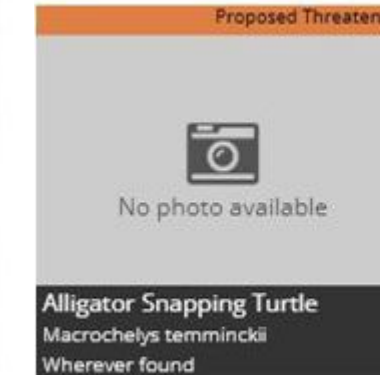 Proposed Threaten
No photo available
Alligator Snapping Turtle
Macrochelys temminckii
Wherever found